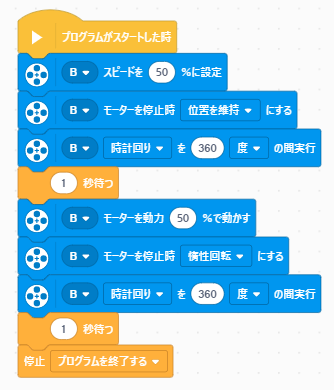 プログラムがスタートした時
B スピードを 50 %に設定
B モーターを停止時 位置を維持 にする
B 時計回り を 360 度 の間実行
1 秒待つ
B モーターを動力 50 %で動かす
B モーターを停止時 惰性回転 にする
B 時計回り を 360 度 の間実行
1 秒待つ
停止 プログラムを終了する